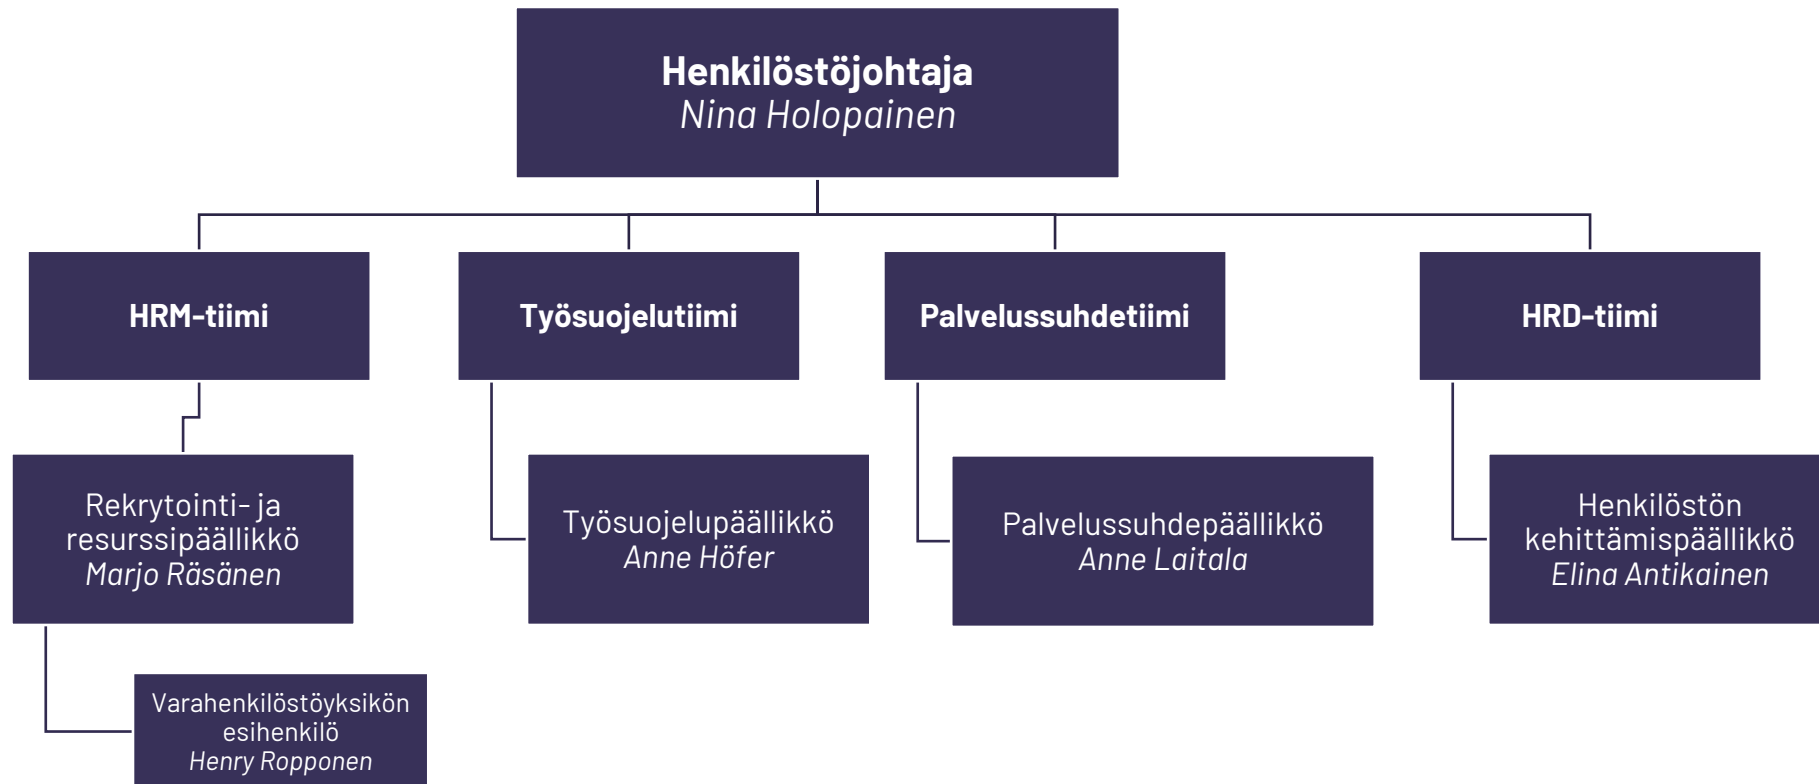 Henkilöstöjohtaja
Nina Holopainen
HRM-tiimi
Työsuojelutiimi
Palvelussuhdetiimi
HRD-tiimi
Rekrytointi- ja
resurssipäällikkö
Marjo Räsänen
Työsuojelupäällikkö
Anne Höfer
Palvelussuhdepäällikkö
Anne Laitala
Henkilöstön
kehittämispäällikkö
Elina Antikainen
Varahenkilöstöyksikön
esihenkilö
Henry Ropponen